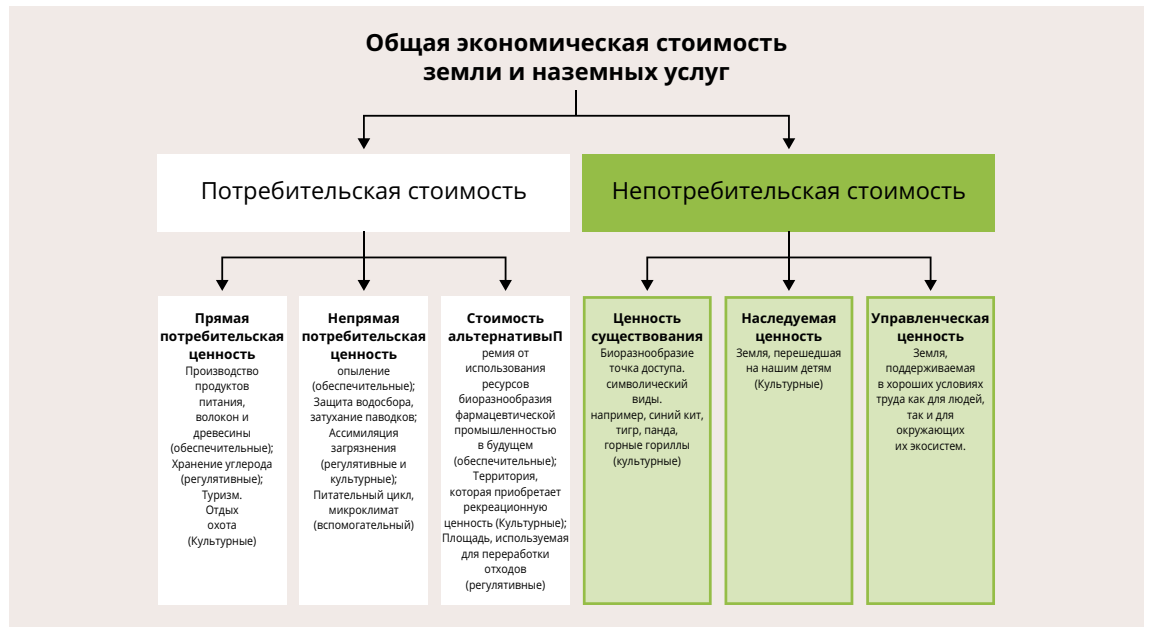 Общая экономическая стоимость
земли и наземных услуг
Потребительская стоимость
Непотребительская стоимость
Прямая
потребительская
ценность
Производство
продуктов
питания,
волокон и
древесины
(обеспечительные);
Хранение углерода
(регулятивные);
Туризм.
Отдых
охота
(Культурные)
Непрямая
потребительская
ценность
опыление
(обеспечительные);
Защита водосбора,
затухание паводков;
Ассимиляция
загрязнения
(регулятивные и
культурные);
Питательный цикл,
микроклимат
(вспомогательный)
Стоимость
альтернативыП
ремия от
использования
ресурсов
биоразнообразия
фармацевтической
промышленностью
в будущем
(обеспечительные);
Территория,
которая приобретает
рекреационную
ценность (Культурные);
Площадь, используемая
для переработки
отходов
(регулятивные)
Ценность
существования
Биоразнообразие
точка доступа.
символический
виды.
например, синий кит,
тигр, панда,
горные гориллы
(культурные)
Наследуемая
ценность
Земля, перешедшая
на нашим детям
(Культурные)
Управленческая
ценность
Земля,
поддерживаемая
в хороших условиях
труда как для людей,
так и для
окружающих
их экосистем.